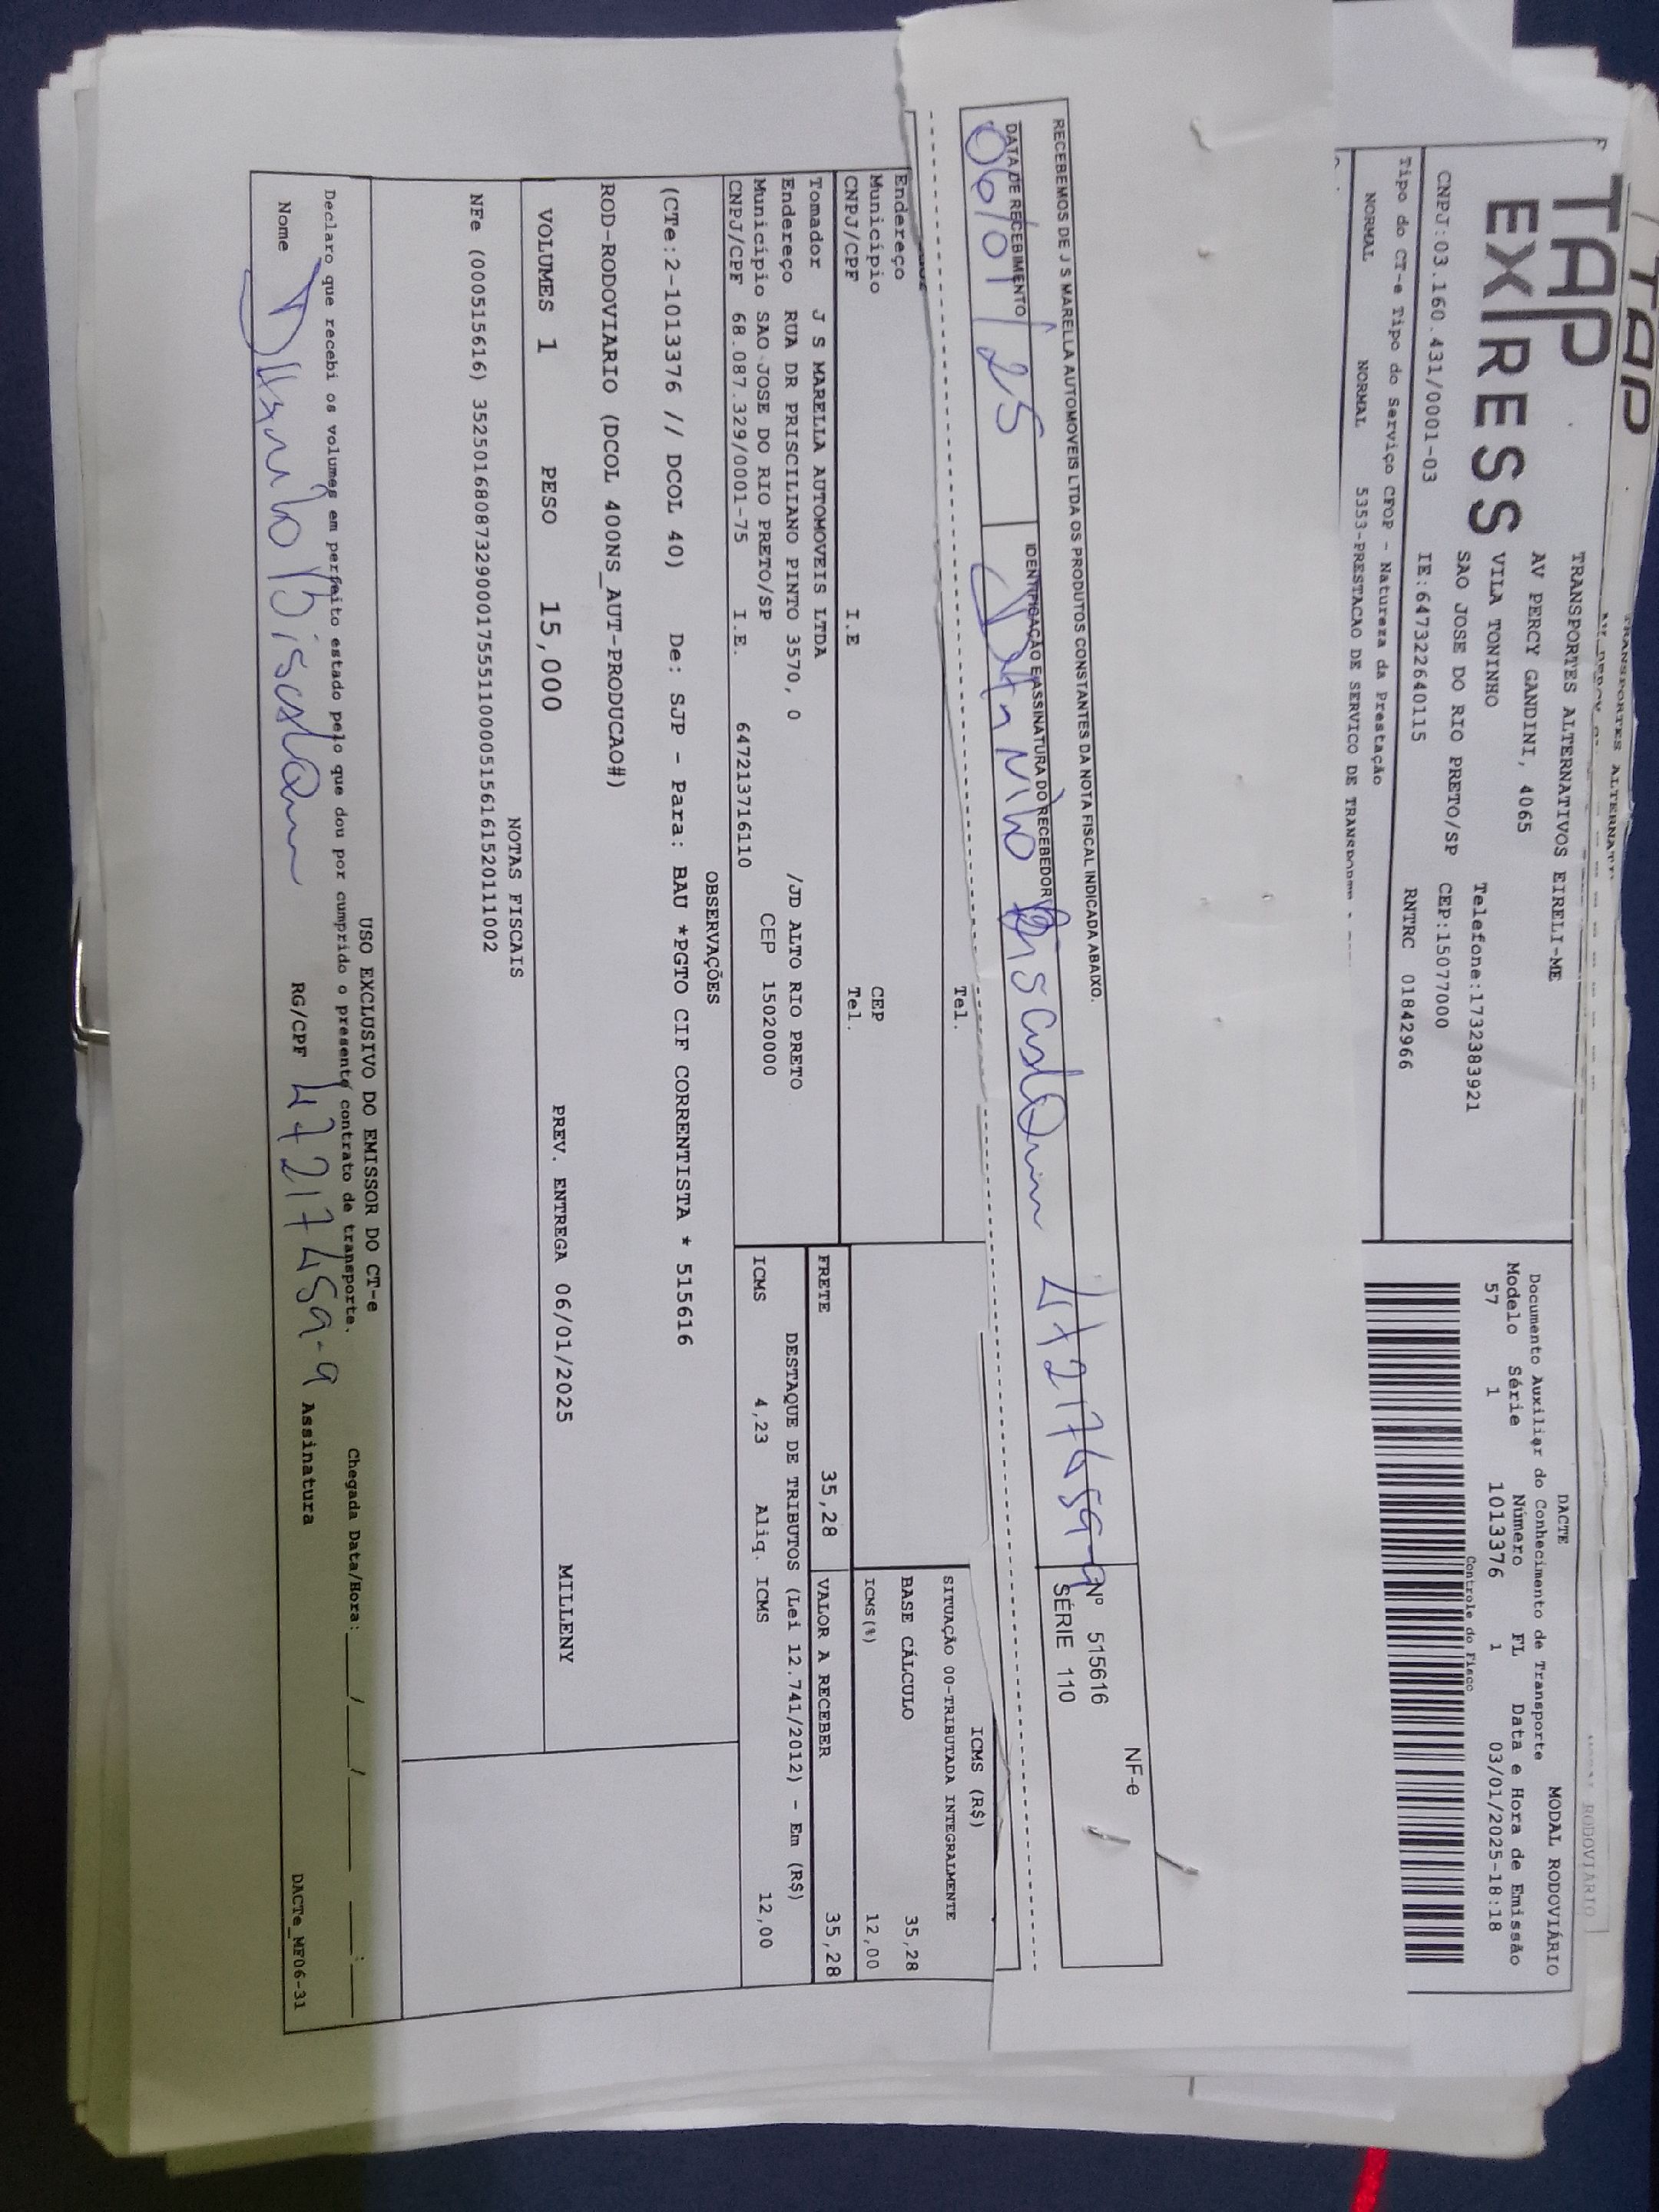 TAP
TAP
EXPRESS
TRANSPORTES ALTERNATIVOS EIRELI-ME
AV PERCY GANDINI, 4065
VILA TONINHO
SAO JOSE DO RIO PRETO/SP CEP:15077000
Telefone:1732383921
CNPJ:03.160.431/0001-03 IE:647322640115
RNTRC 01842966
Tipo do CT-e Tipo do Serviço CFOP - Natureza da Prestação
NORMAL NORMAL 5353-PRESTACAO DE SERVICO DE
DACTE
MODAL RODOVIÁRIO
Documento Auxiliar do Conhecimento de Transporte
Modelo Série Número FL Data e Hora de Emissão
57 1 1013376 1 03/01/2025-18:18
Controle do Fisco
RECEBEMOS DE J S MARELLA AUTOMOVEIS LTDA OS PRODUTOS CONSTANTES DA NOTA FISCAL INDICADA ABAIXO.
NF-e
Nº 515616
SÉRIE 110
DATA DE RECEBIMENTO
IDENTIFICAÇÃO E ASSINATURA DO RECEBEDOR
06/01/25
47217459-9
Tel.
Endereço
Município CEP
CNPJ/CPF I.E Tel.
ICMS (R$)
SITUAÇÃO 00-TRIBUTADA INTEGRALMENTE
BASE CÁLCULO 35,28
ICMS(%) 12,00
Tomador J S MARELLA AUTOMOVEIS LTDA
Endereço RUA DR PRISCILIANO PINTO 3570, 0 /JD ALTO RIO PRETO
Município SAO JOSE DO RIO PRETO/SP CEP 15020000
CNPJ/CPF 68.087.329/0001-75 I.E. 647213716110
FRETE 35,28 VALOR A RECEBER 35,28
DESTAQUE DE TRIBUTOS (Lei 12.741/2012) - Em (R$)
ICMS 4,23 Aliq. ICMS 12,00
OBSERVAÇÕES
(CTe:2-1013376 // DCOL 40) De: SJP - Para: BAU *PGTO CIF CORRENTISTA * 515616
ROD-RODOVIARIO (DCOL 400NS_AUT-PRODUCAO#)
VOLUMES 1 PESO 15,000 PREV. ENTREGA 06/01/2025 MILLENY
NOTAS FISCAIS
NFe (000515616) 35250168087329000175551100005156161520111002
USO EXCLUSIVO DO EMISSOR DO CT-e
Declaro que recebi os volumes em perfeito estado pelo que dou por cumprido o presente contrato de transporte. Chegada Data/Hora:____/____/____ ____:____
Nome RG/CPF 47217459-9 Assinatura
DACTe_MF06-31